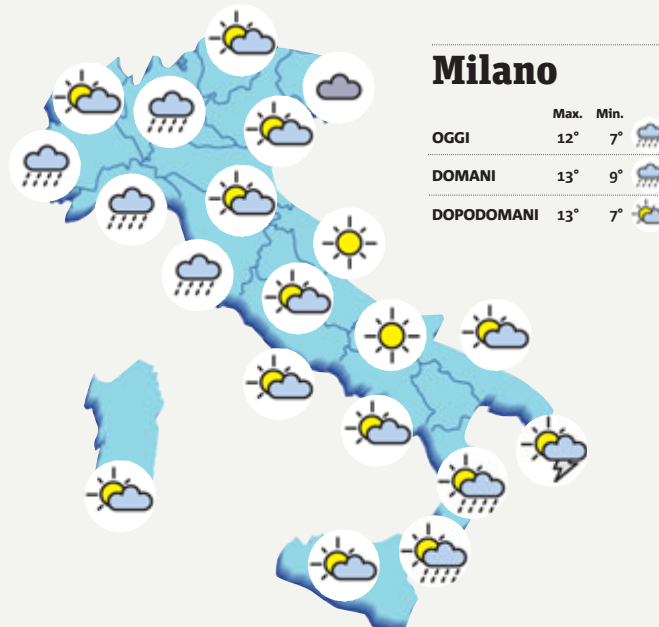 Milano
Max. Min.
OGGI 12° 7°
DOMANI 13° 9°
DOPODOMANI 13° 7°